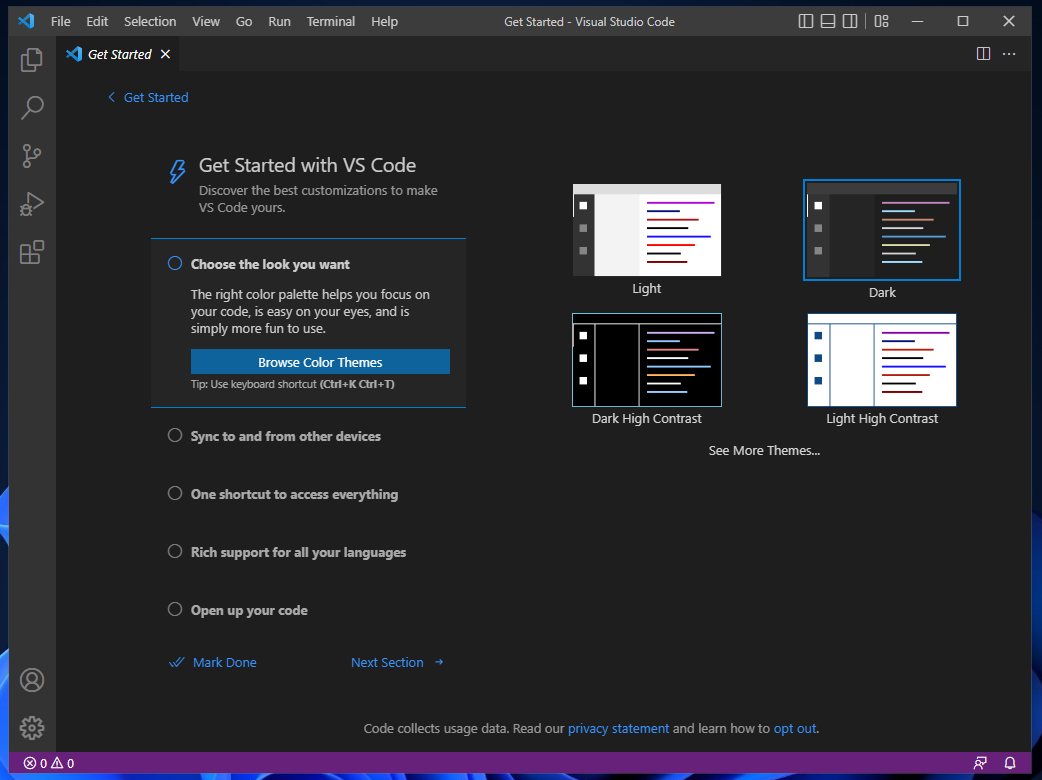 File Edit Selection View Go Run Terminal Help Get Started - Visual Studio Code
Get Started
Get Started
Get Started with VS Code
Discover the best customizations to make
VS Code yours.
Choose the look you want
The right color palette helps you focus on
your code, is easy on your eyes, and is
simply more fun to use.
Browse Color Themes
Tip: Use keyboard shortcut (Ctrl+K Ctrl+T)
Sync to and from other devices
One shortcut to access everything
Rich support for all your languages
Open up your code
Mark Done Next Section
Light Dark
Dark High Contrast Light High Contrast
See More Themes...
Code collects usage data. Read our privacy statement and learn how to opt out.
0 0